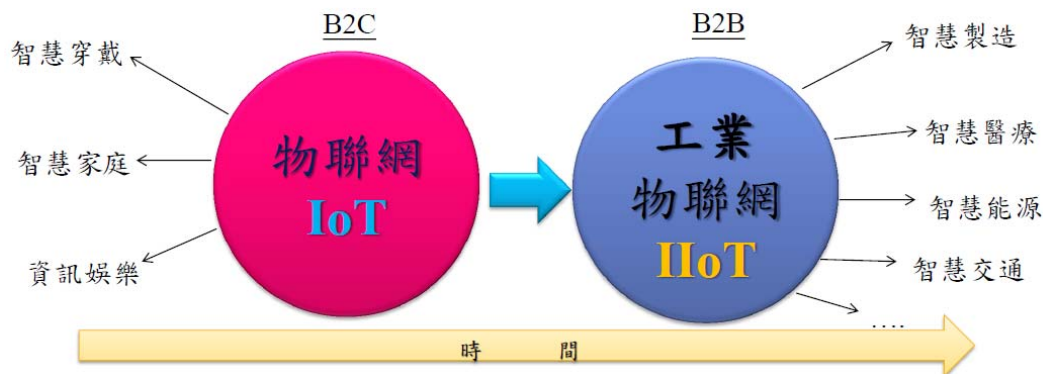 B2C
B2B
智慧穿戴
智慧家庭
資訊娛樂
物聯網
IoT
工業
物聯網
IIoT
智慧製造
智慧醫療
智慧能源
智慧交通
....
時 間